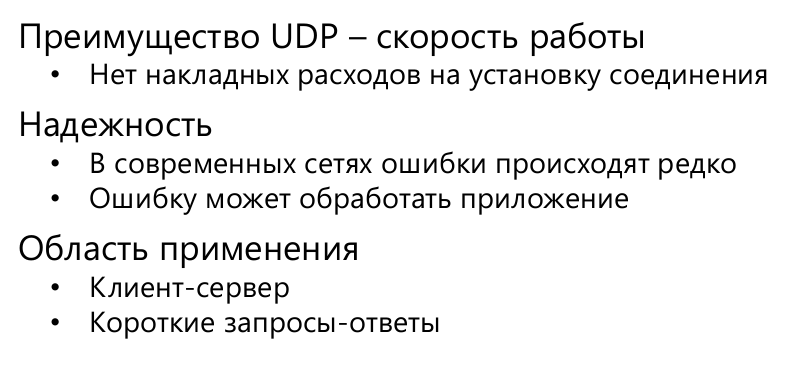 Преимущество UDP – скорость работы
• Нет накладных расходов на установку соединения
Надежность
• В современных сетях ошибки происходят редко
• Ошибку может обработать приложение
Область применения
• Клиент-сервер
• Короткие запросы-ответы